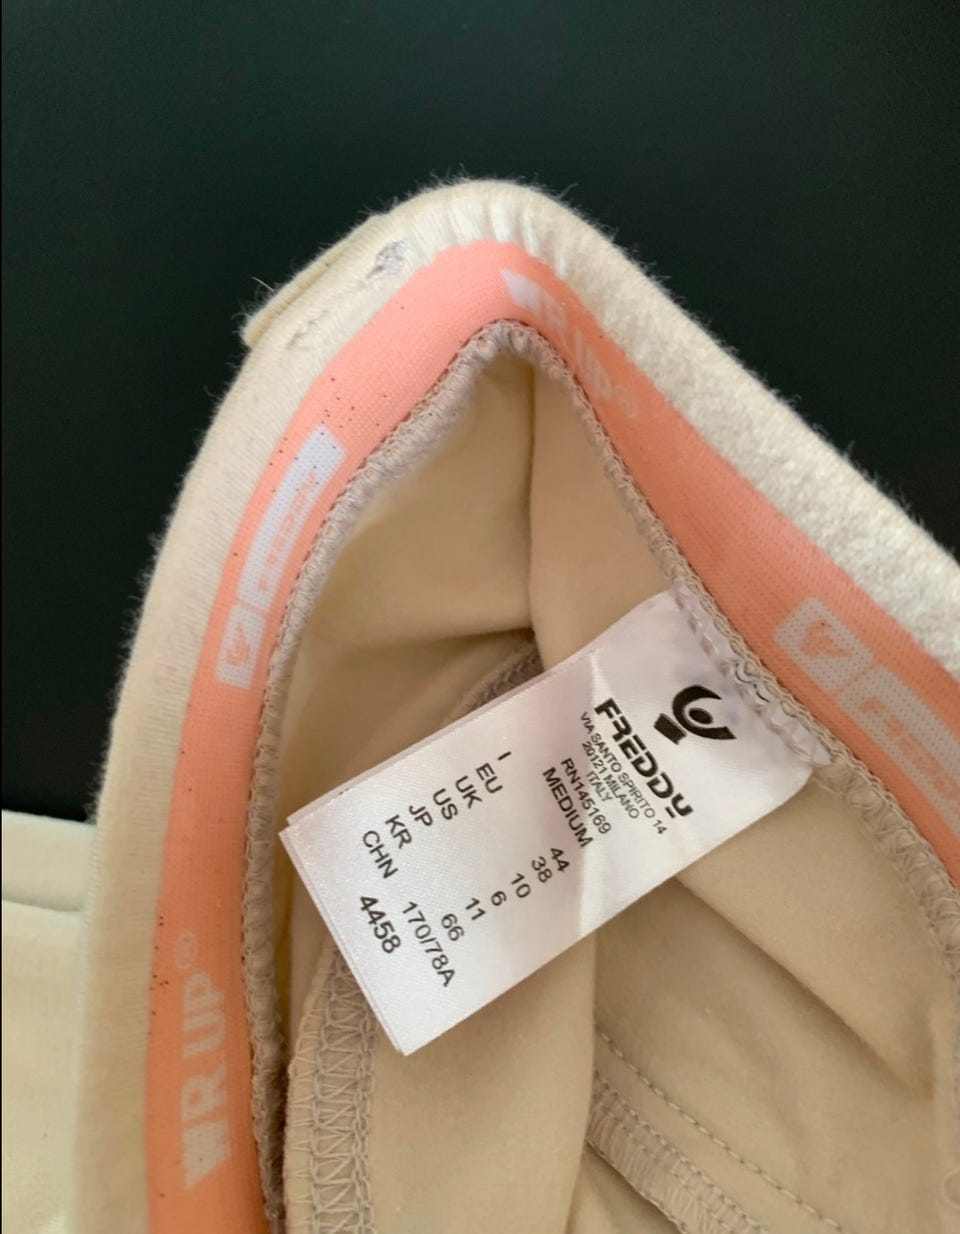 FREDDY
VIA SANTO SPIRITO 14
20121 MILANO
ITALY
RN145169
MEDIUM
I 44
EU 38
UK 10
US 6
JP 11
KR 66
CHN 170/78A
4458
WR.UP®
FREDDY
WR.UP®